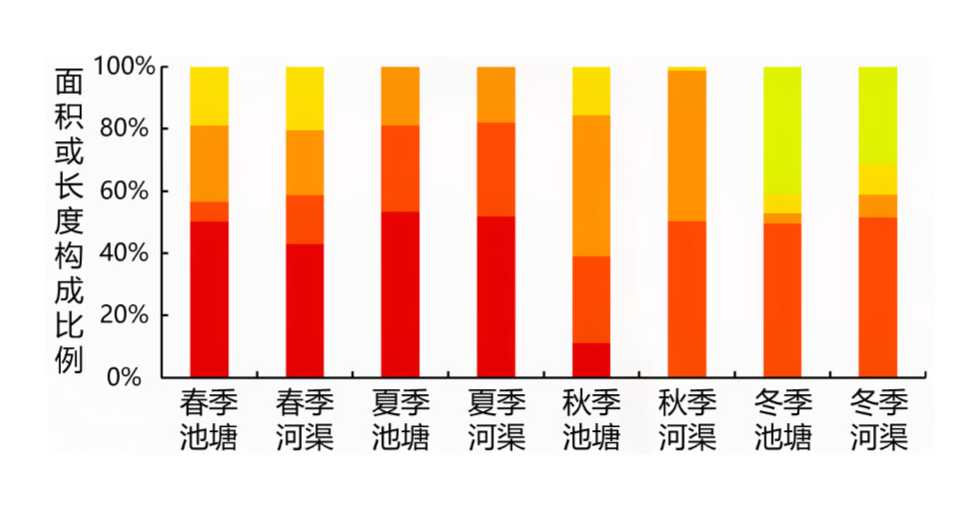 面积或长度构成比例
100%
80%
60%
40%
20%
0%
春季 春季 夏季 夏季 秋季 秋季 冬季 冬季
池塘 河渠 池塘 河渠 池塘 河渠 池塘 河渠